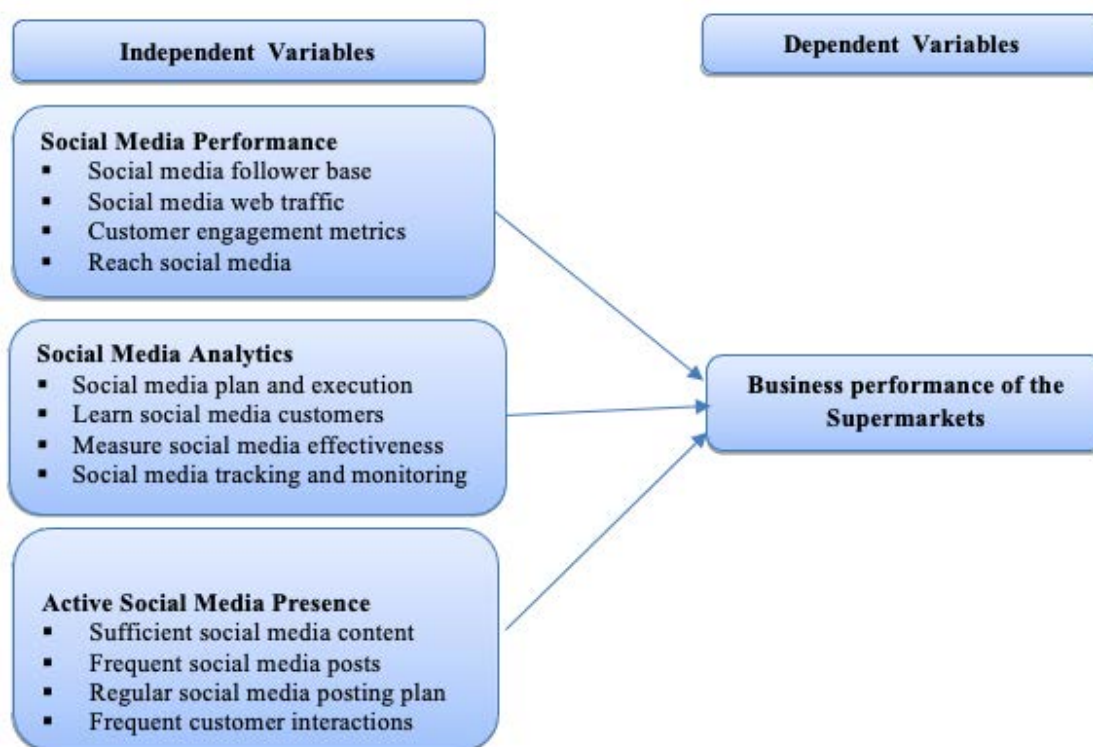 Independent Variables
Dependent Variables
Social Media Performance
▪ Social media follower base
▪ Social media web traffic
▪ Customer engagement metrics
▪ Reach social media
Social Media Analytics
▪ Social media plan and execution
▪ Learn social media customers
▪ Measure social media effectiveness
▪ Social media tracking and monitoring
Business performance of the
Supermarkets
Active Social Media Presence
▪ Sufficient social media content
▪ Frequent social media posts
▪ Regular social media posting plan
▪ Frequent customer interactions